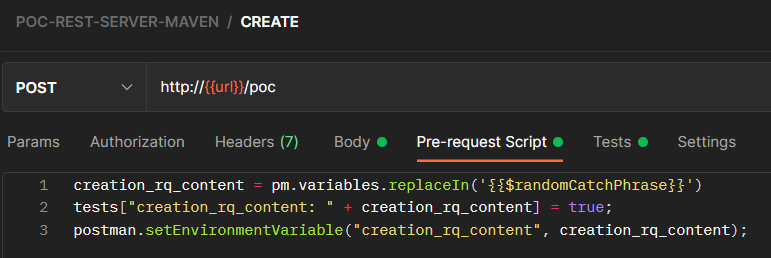 POC-REST-SERVER-MAVEN / CREATE
POST http://{{url}}/poc
Params Authorization Headers (7) Body Pre-request Script Tests Settings
1 creation_rq_content = pm.variables.replaceIn('{{$randomCatchPhrase}}')
2 tests["creation_rq_content: " + creation_rq_content] = true;
3 postman.setEnvironmentVariable("creation_rq_content", creation_rq_content);